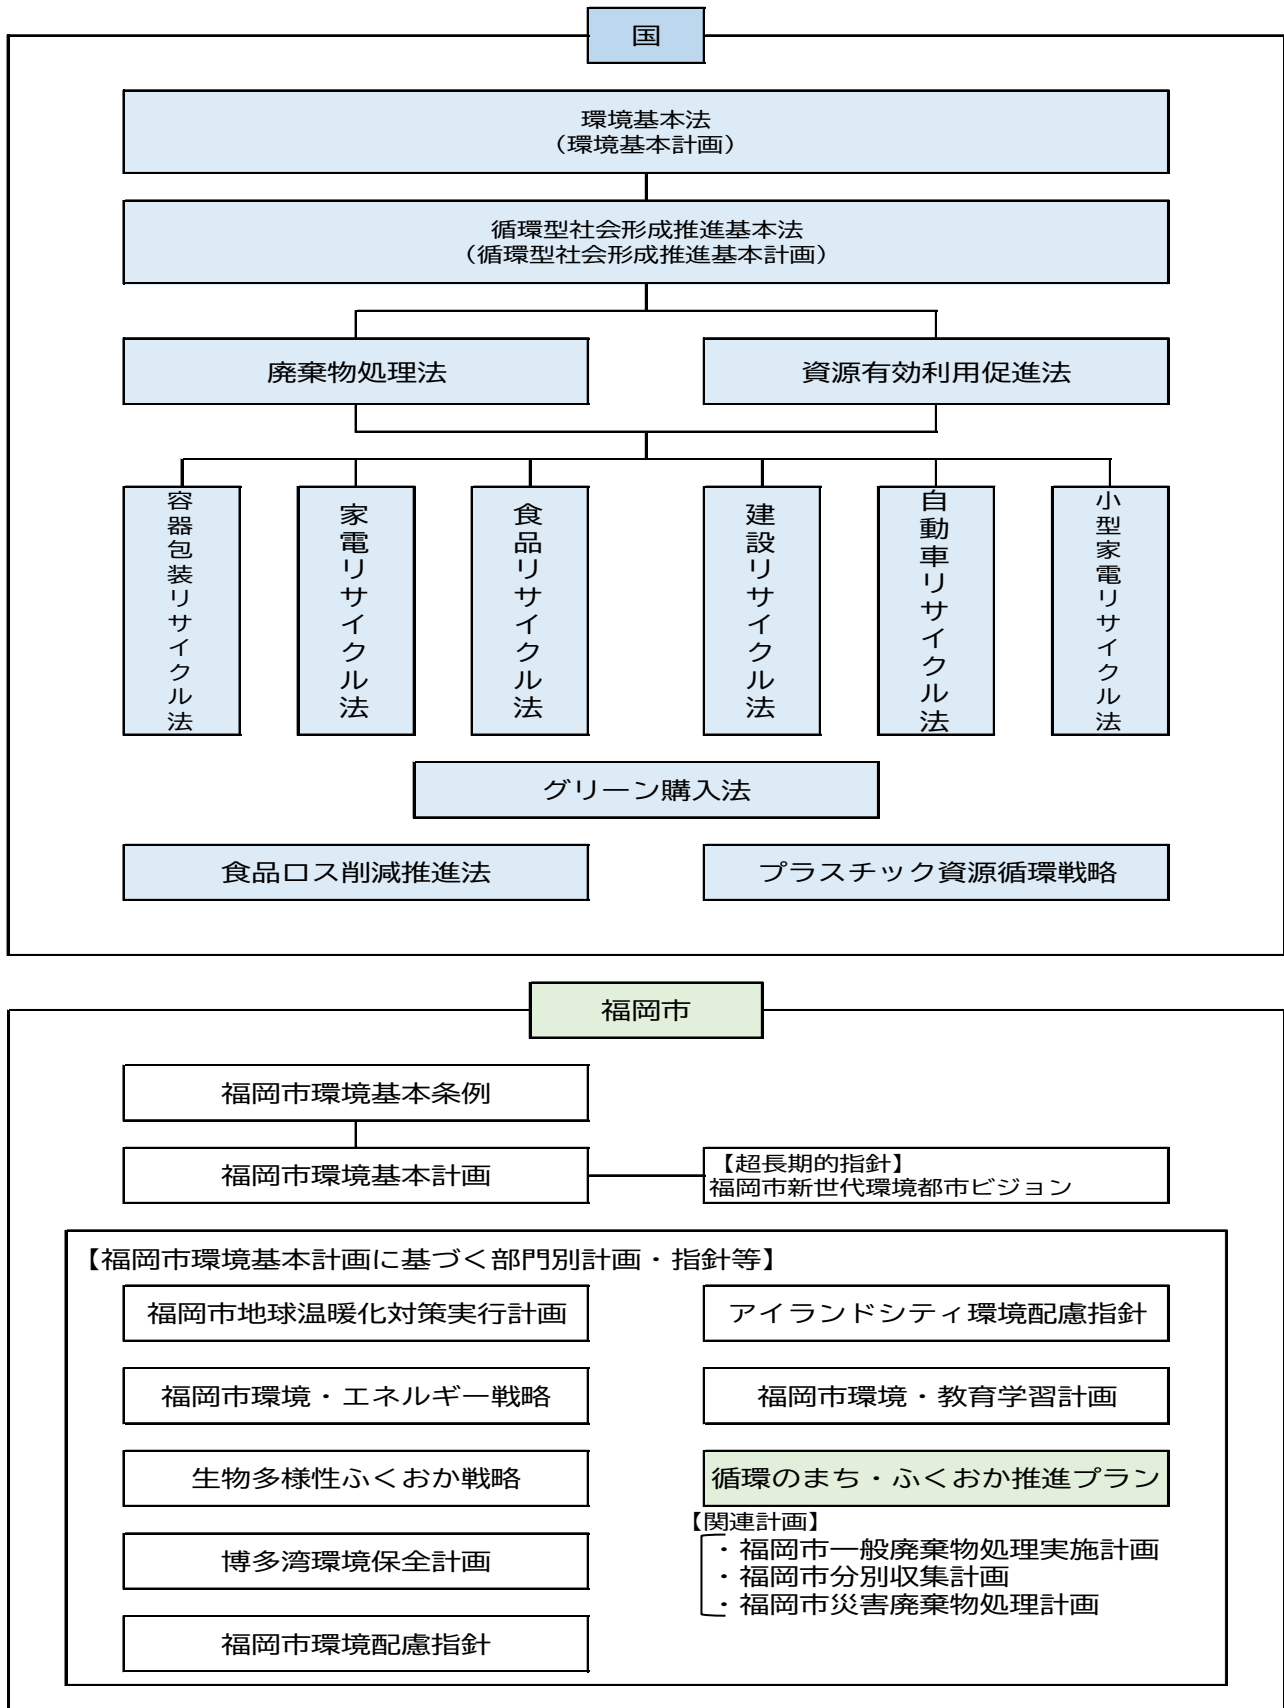 国
環境基本法
（環境基本計画）
循環型社会形成推進基本法
（循環型社会形成推進基本計画）
廃棄物処理法
資源有効利用促進法
容器包装リサイクル法
家電リサイクル法
食品リサイクル法
建設リサイクル法
自動車リサイクル法
小型家電リサイクル法
グリーン購入法
食品ロス削減推進法
プラスチック資源循環戦略
福岡市
福岡市環境基本条例
福岡市環境基本計画
【超長期的指針】
福岡市新世代環境都市ビジョン
【福岡市環境基本計画に基づく部門別計画・指針等】
福岡市地球温暖化対策実行計画
アイランドシティ環境配慮指針
福岡市環境・エネルギー戦略
福岡市環境・教育学習計画
生物多様性ふくおか戦略
循環のまち・ふくおか推進プラン
【関連計画】
・福岡市一般廃棄物処理実施計画
・福岡市分別収集計画
・福岡市災害廃棄物処理計画
博多湾環境保全計画
福岡市環境配慮指針